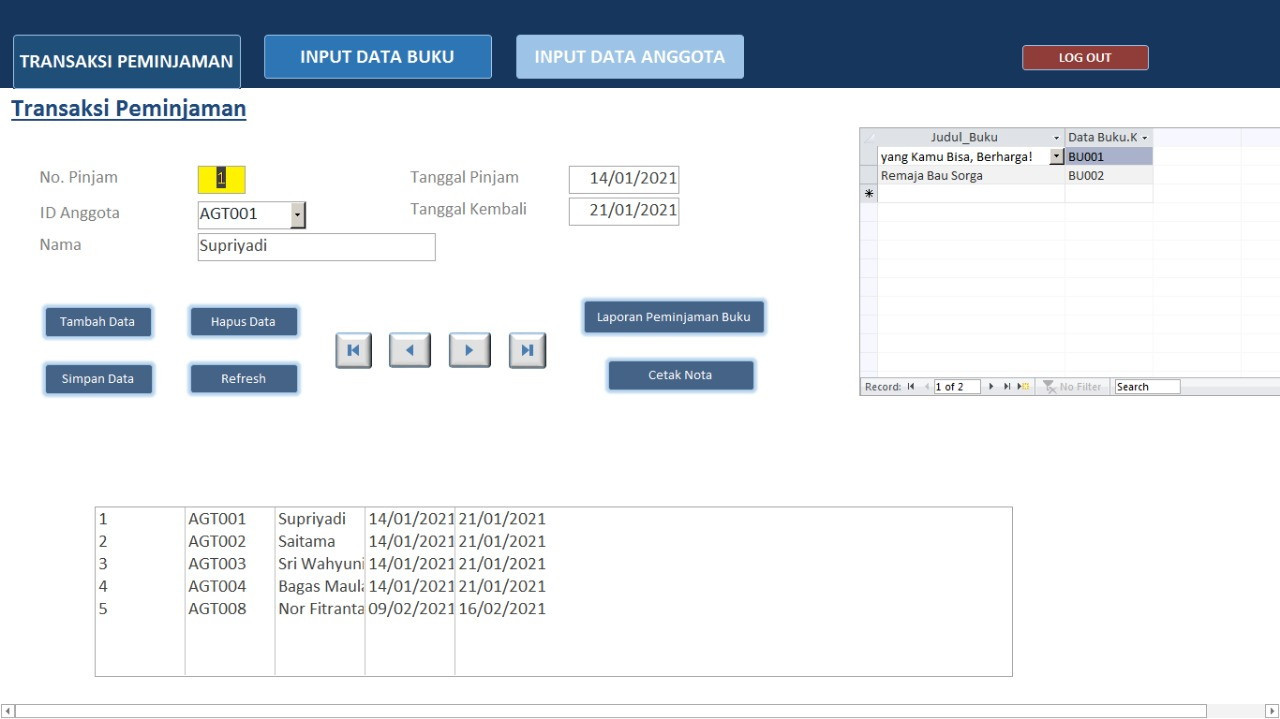 TRANSAKSI PEMINJAMAN
INPUT DATA BUKU
INPUT DATA ANGGOTA
LOG OUT
Transaksi Peminjaman
No. Pinjam 1
ID Anggota AGT001
Nama Supriyadi
Tanggal Pinjam 14/01/2021
Tanggal Kembali 21/01/2021
Judul_Buku Data Buku.K
yang Kamu Bisa, Berharga! BU001
Remaja Bau Sorga BU002
Record: 1 of 2 No Filter Search
Tambah Data
Hapus Data
Simpan Data
Refresh
Laporan Peminjaman Buku
Cetak Nota
1 AGT001 Supriyadi 14/01/2021 21/01/2021
2 AGT002 Saitama 14/01/2021 21/01/2021
3 AGT003 Sri Wahyuni 14/01/2021 21/01/2021
4 AGT004 Bagas Maula 14/01/2021 21/01/2021
5 AGT008 Nor Fitranta 09/02/2021 16/02/2021